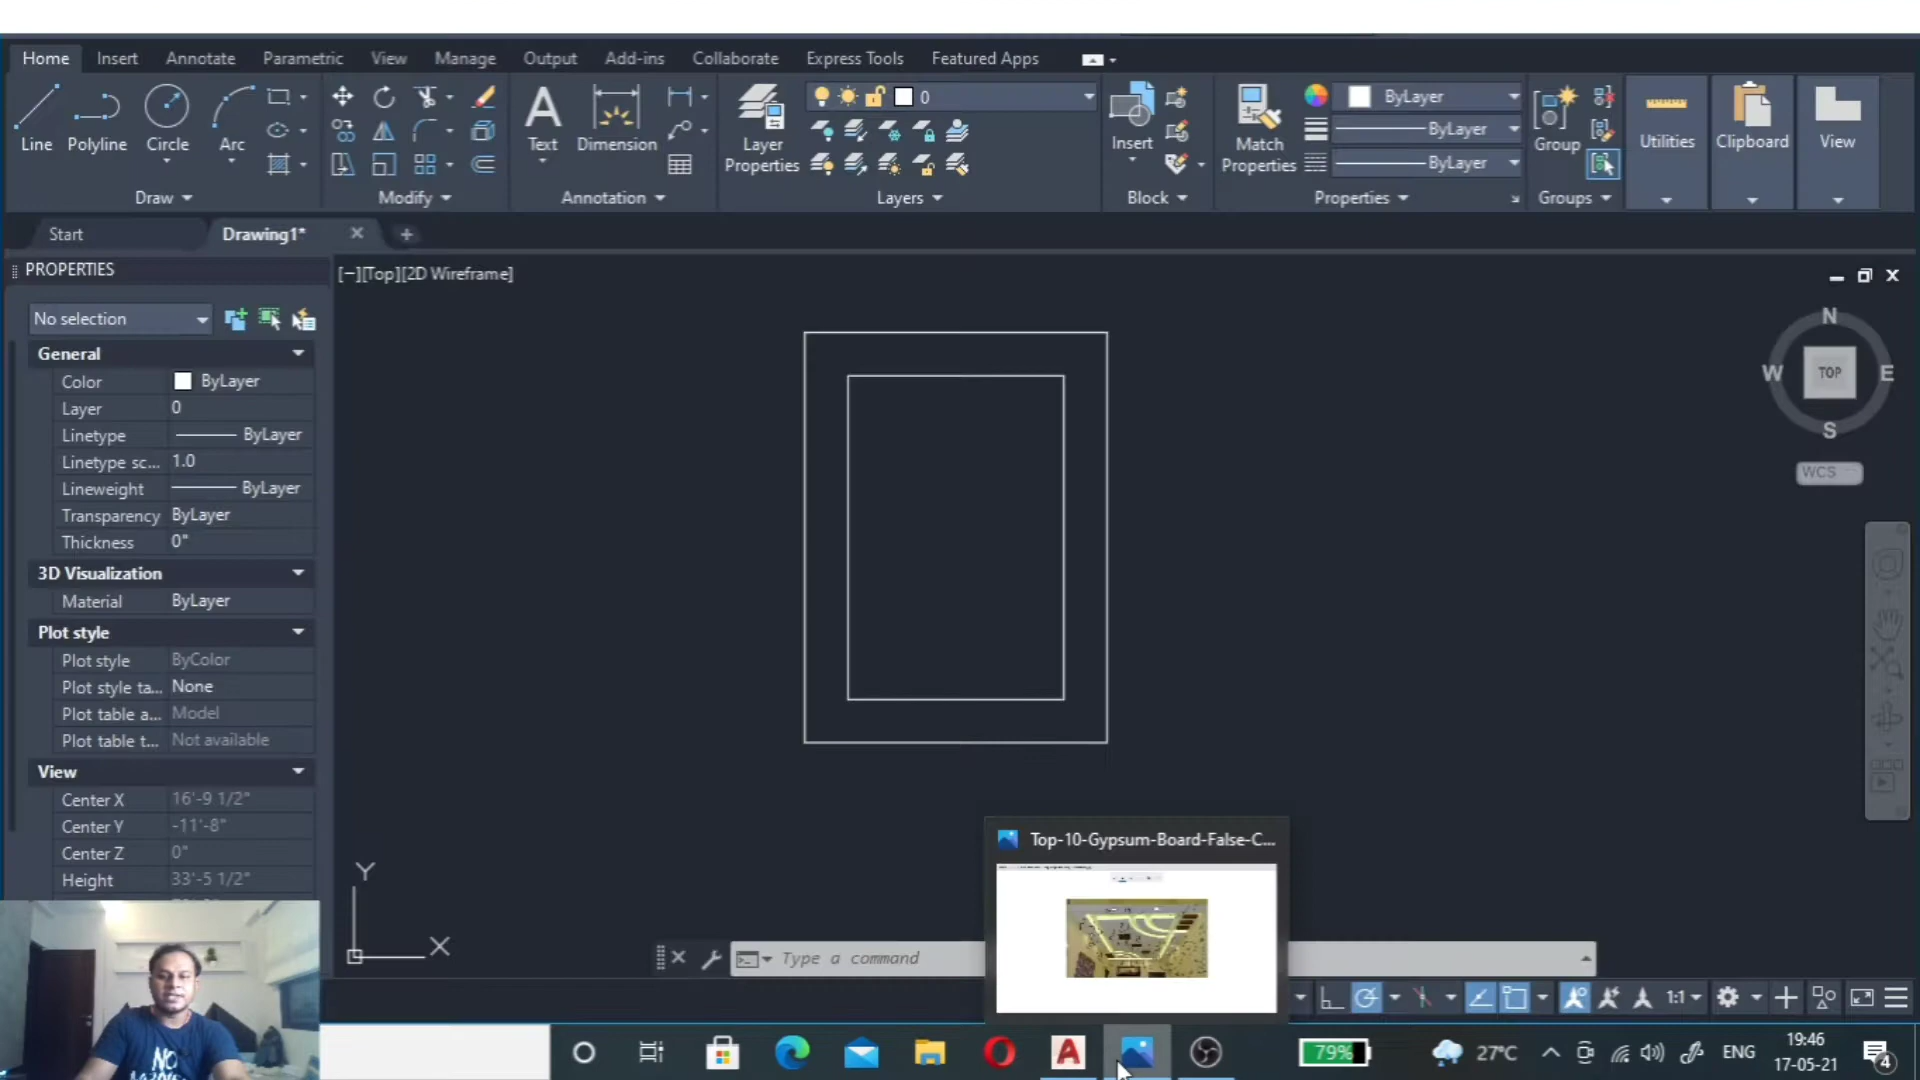 Home Insert Annotate Parametric View Manage Output Add-ins Collaborate Express Tools Featured Apps
Line Polyline Circle Arc
Text Dimension
Layer Properties
0
Insert
Match Properties
ByLayer
ByLayer
ByLayer
Group
Utilities Clipboard View
Draw Modify Annotation Layers Block Properties Groups
Start Drawing1*
PROPERTIES
[−][Top][2D Wireframe]
No selection
General
Color ByLayer
Layer 0
Linetype ByLayer
Linetype sc... 1.0
Lineweight ByLayer
Transparency ByLayer
Thickness 0"
3D Visualization
Material ByLayer
Plot style
Plot style ByColor
Plot style ta... None
Plot table a... Model
Plot table t... Not available
View
Center X 16'-9 1/2"
Center Y -11'-8"
Center Z 0"
Height 33'-5 1/2"
N
W TOP E
S
WCS
Y
X
Top-10-Gypsum-Board-False-C...
Type a command
1:1
79% 27°C ENG 19:46
17-05-21
4
NO